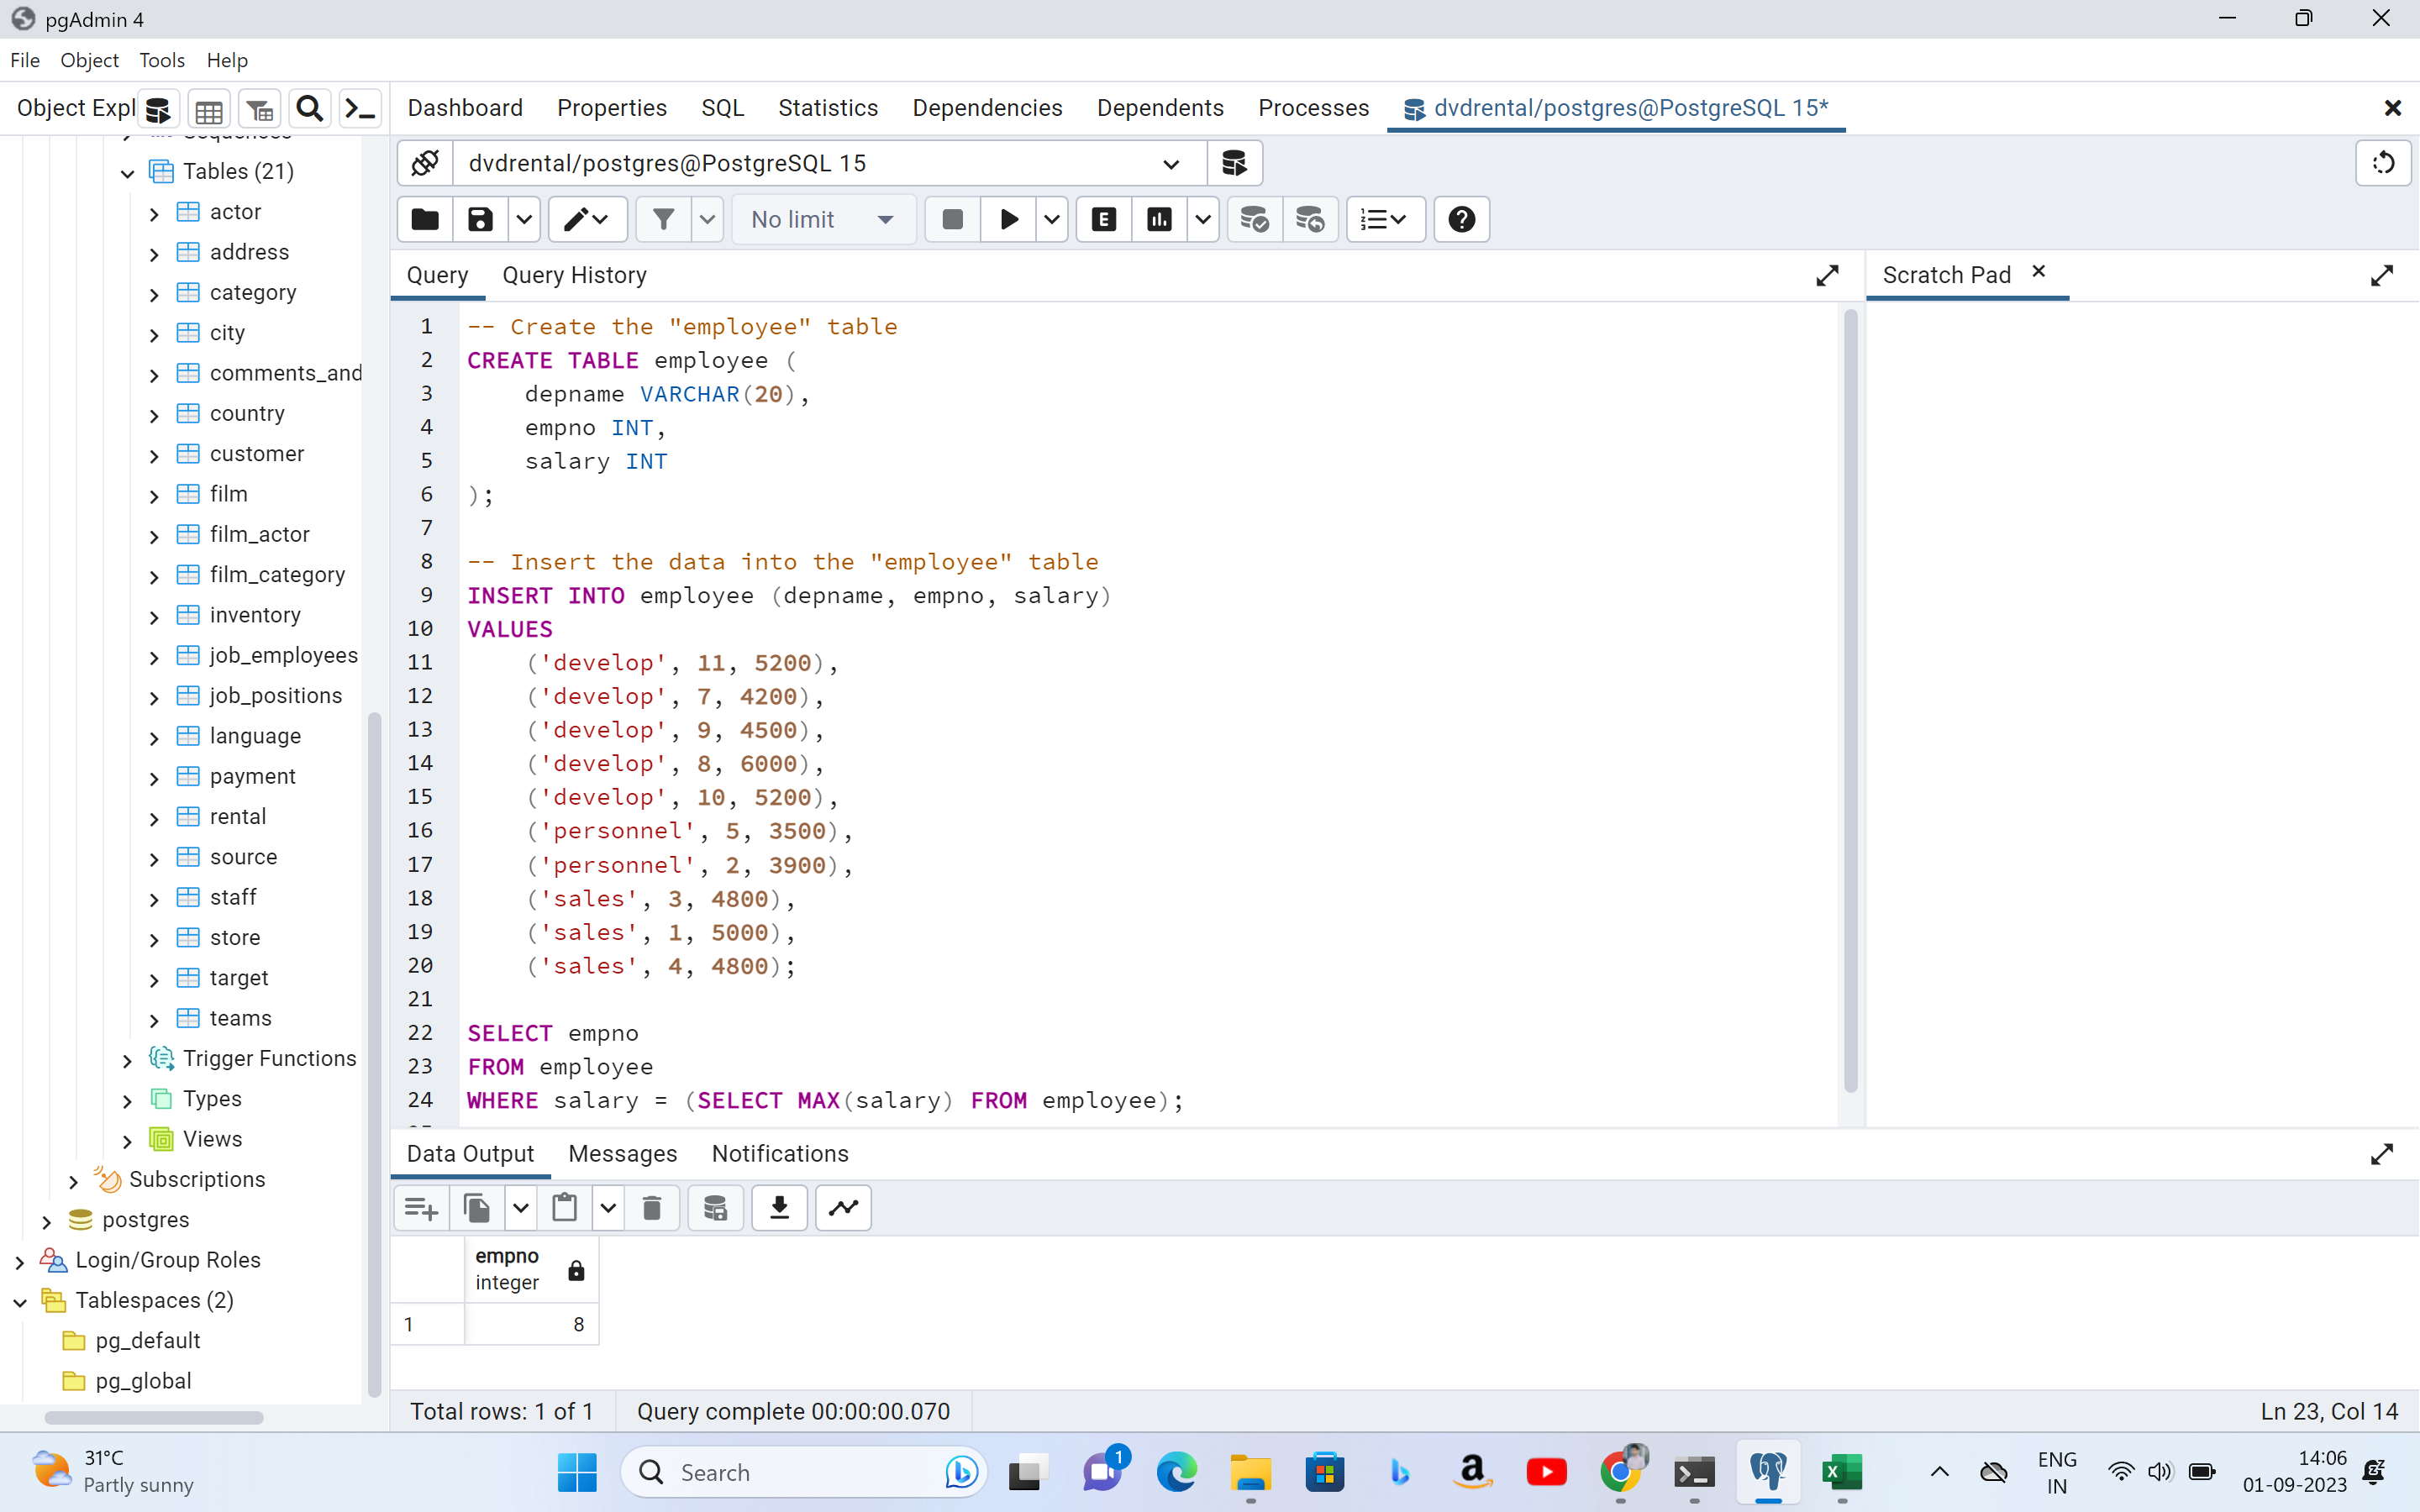 pgAdmin 4
File Object Tools Help
Object Expl
Dashboard Properties SQL Statistics Dependencies Dependents Processes dvdrental/postgres@PostgreSQL 15*
Sequences
Tables (21)
actor
address
category
city
comments_and
country
customer
film
film_actor
film_category
inventory
job_employees
job_positions
language
payment
rental
source
staff
store
target
teams
Trigger Functions
Types
Views
Subscriptions
postgres
Login/Group Roles
Tablespaces (2)
pg_default
pg_global
dvdrental/postgres@PostgreSQL 15
No limit
E
Query Query History
Scratch Pad
1 -- Create the "employee" table
2 CREATE TABLE employee (
3 depname VARCHAR(20),
4 empno INT,
5 salary INT
6 );
7
8 -- Insert the data into the "employee" table
9 INSERT INTO employee (depname, empno, salary)
10 VALUES
11 ('develop', 11, 5200),
12 ('develop', 7, 4200),
13 ('develop', 9, 4500),
14 ('develop', 8, 6000),
15 ('develop', 10, 5200),
16 ('personnel', 5, 3500),
17 ('personnel', 2, 3900),
18 ('sales', 3, 4800),
19 ('sales', 1, 5000),
20 ('sales', 4, 4800);
21
22 SELECT empno
23 FROM employee
24 WHERE salary = (SELECT MAX(salary) FROM employee);
Data Output Messages Notifications
empno
integer
1 8
Total rows: 1 of 1 Query complete 00:00:00.070 Ln 23, Col 14
31°C
Partly sunny
Search
1
ENG
IN
14:06
01-09-2023